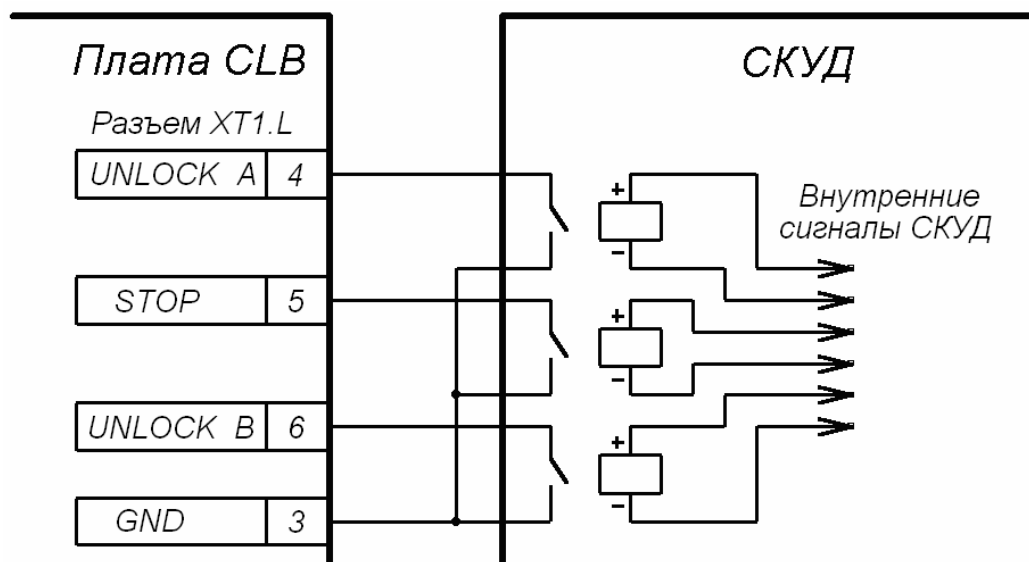 Плата CLB
СКУД
Разъем XT1.L
UNLOCK A 4
STOP 5
UNLOCK B 6
GND 3
+
−
+
−
+
−
Внутренние
сигналы СКУД